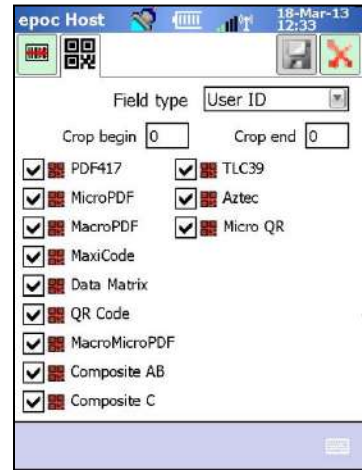 epoc Host 18-Mar-13
12:33
Field type User ID
Crop begin 0 Crop end 0
PDF417 TLC39
MicroPDF Aztec
MacroPDF Micro QR
MaxiCode
Data Matrix
QR Code
MacroMicroPDF
Composite AB
Composite C